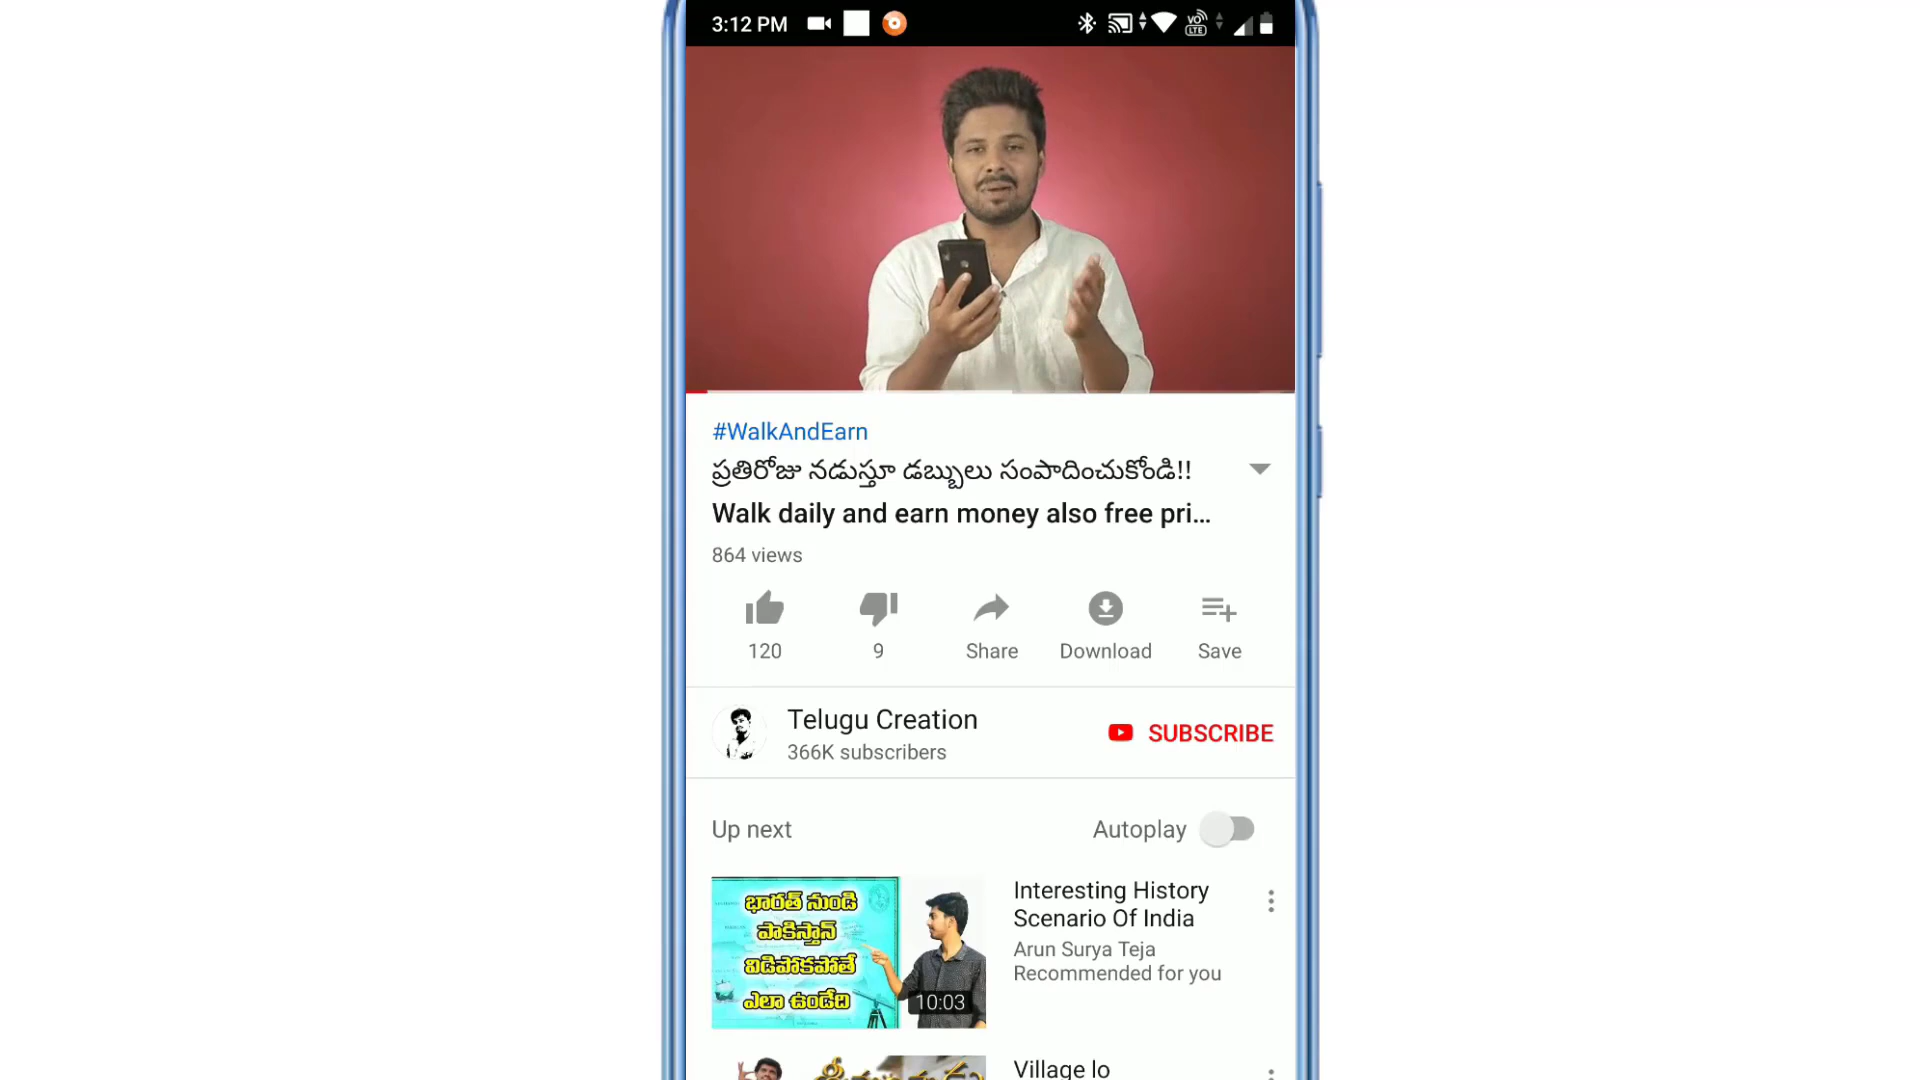 3:12 PM
VO LTE
#WalkAndEarn
ప్రతిరోజు నడుస్తూ డబ్బులు సంపాదించుకోండి!!
Walk daily and earn money also free pri...
864 views
120
9
Share
Download
Save
Telugu Creation
366K subscribers
SUBSCRIBE
Up next
Autoplay
భారత్ నుండి
పాకిస్తాన్
విడిపోకపోతే
ఎలా ఉండేది
10:03
Interesting History
Scenario Of India
Arun Surya Teja
Recommended for you
Village lo